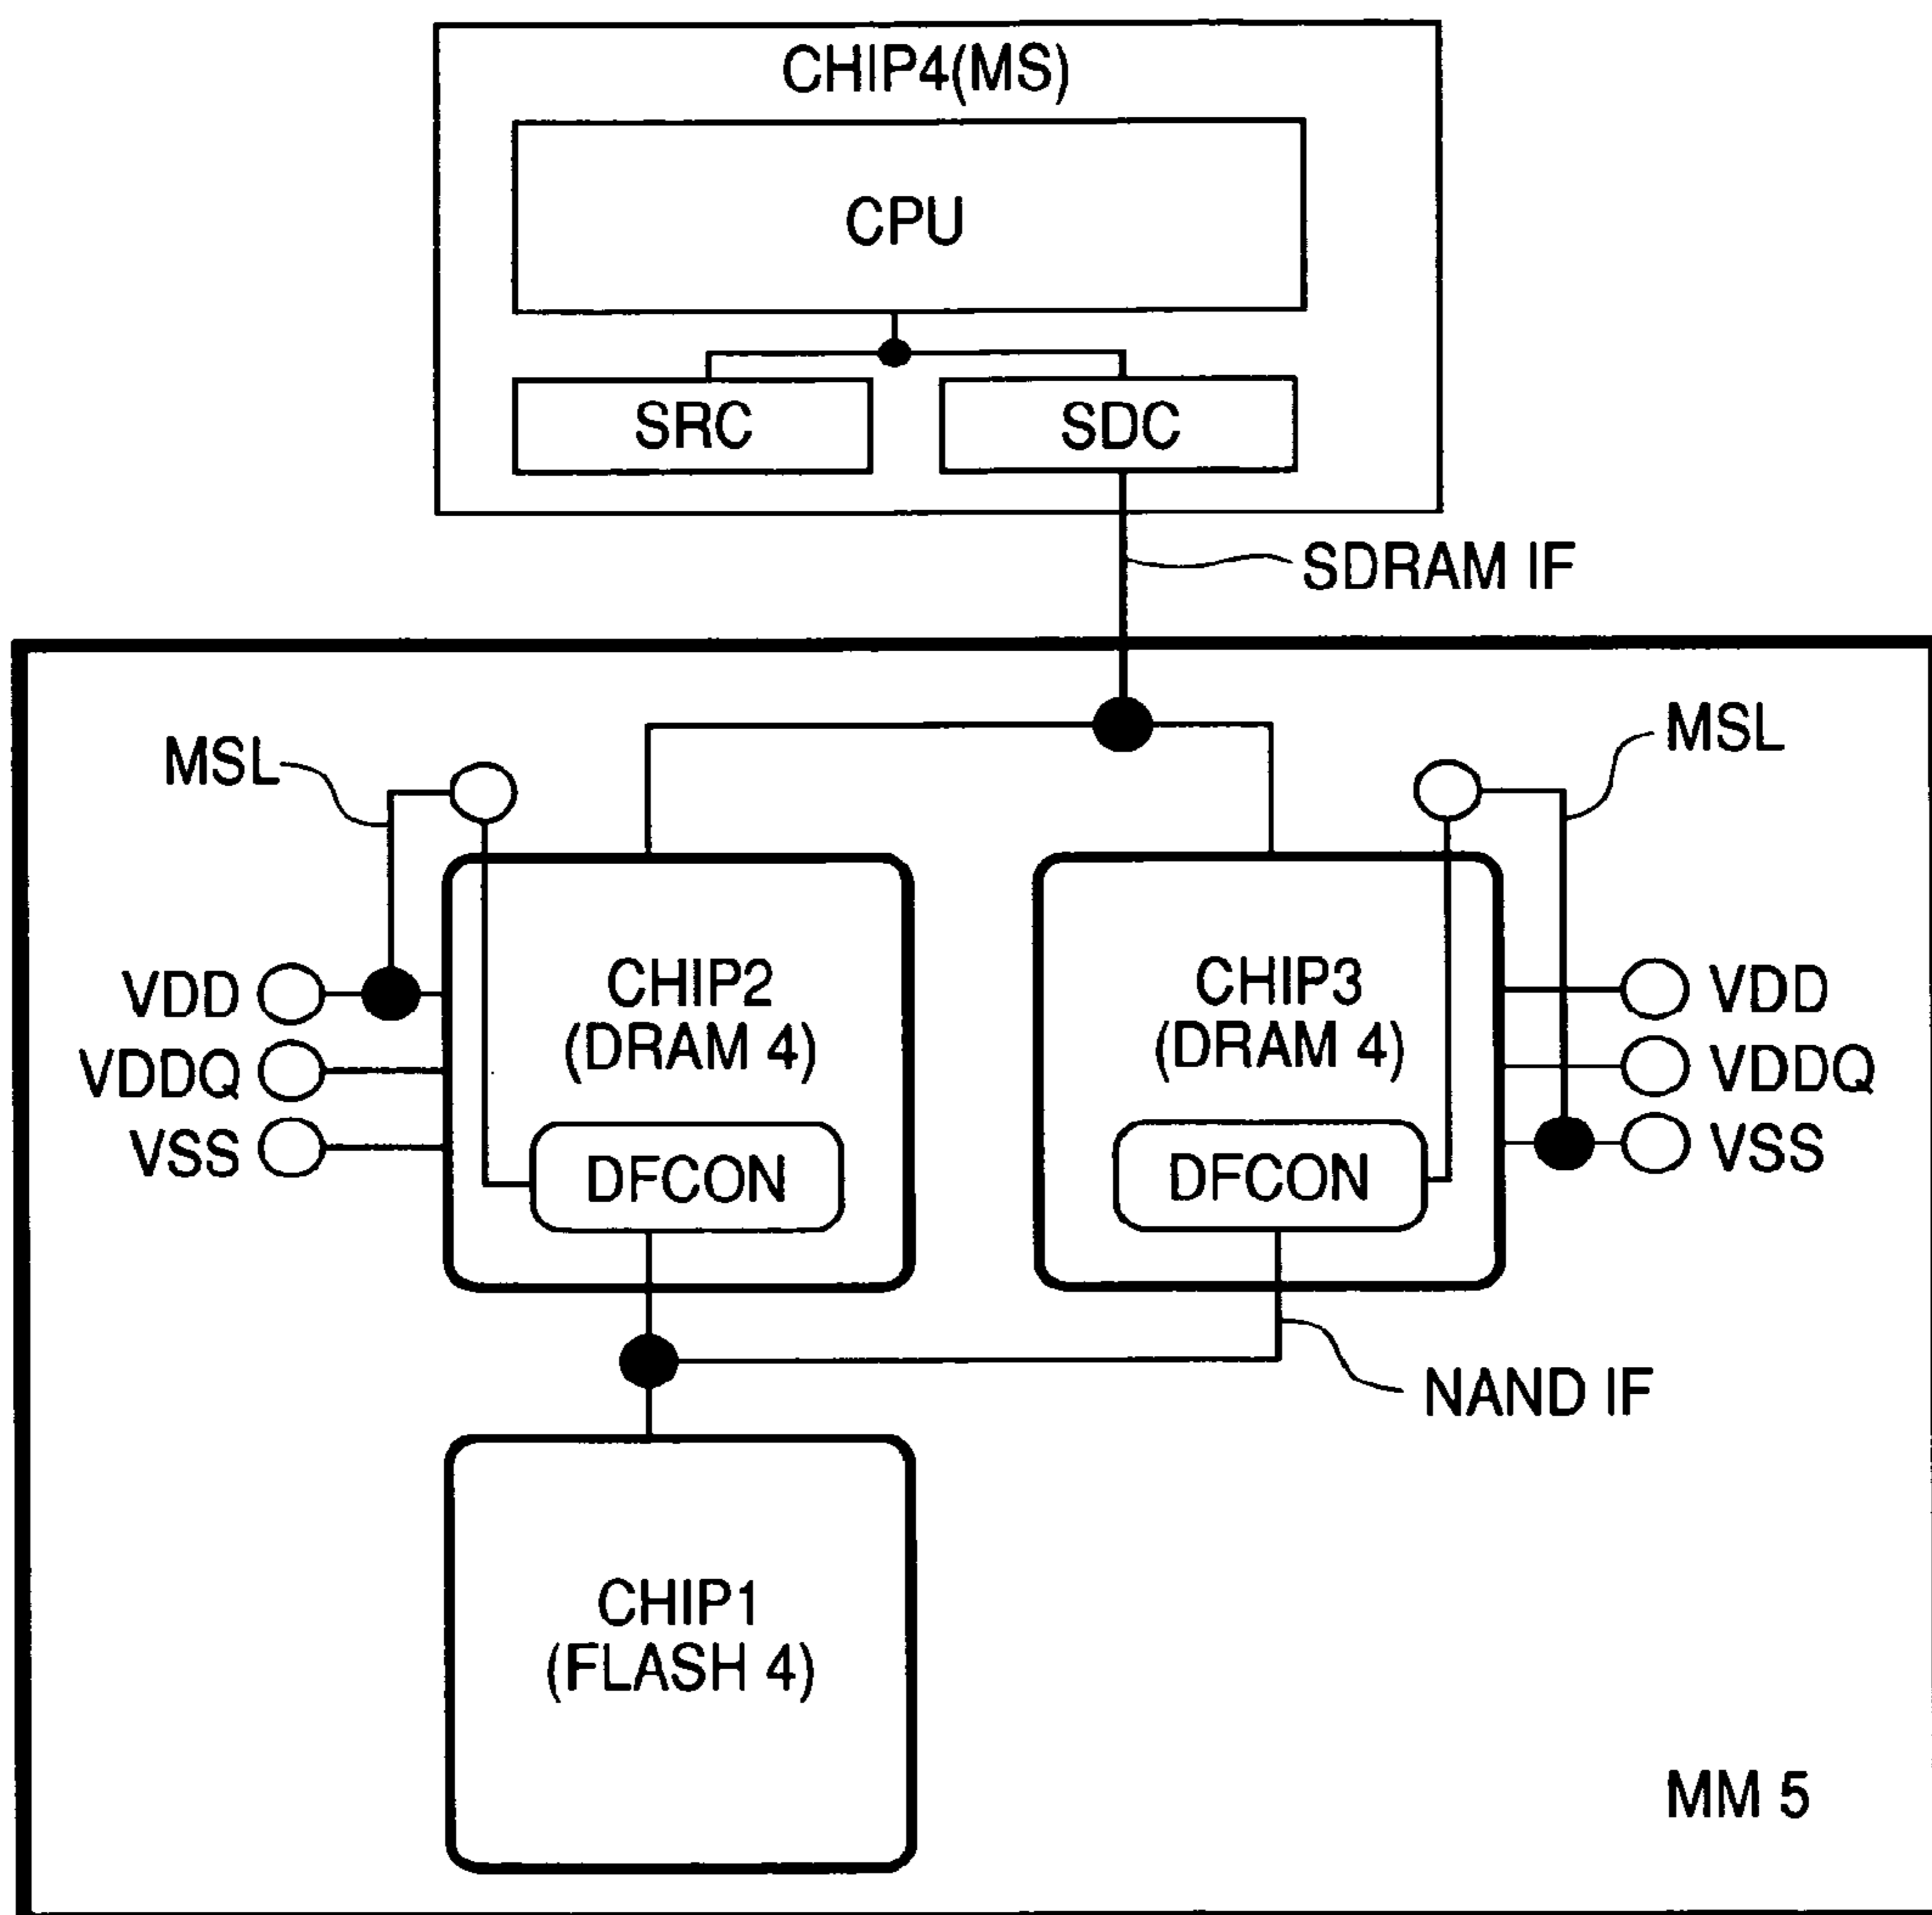 CHIP4(MS)
CPU
SRC
SDC
SDRAM IF
MSL
MSL
VDD
VDDQ
VSS
CHIP2
(DRAM 4)
DFCON
CHIP3
(DRAM 4)
DFCON
VDD
VDDQ
VSS
NAND IF
CHIP1
(FLASH 4)
MM 5